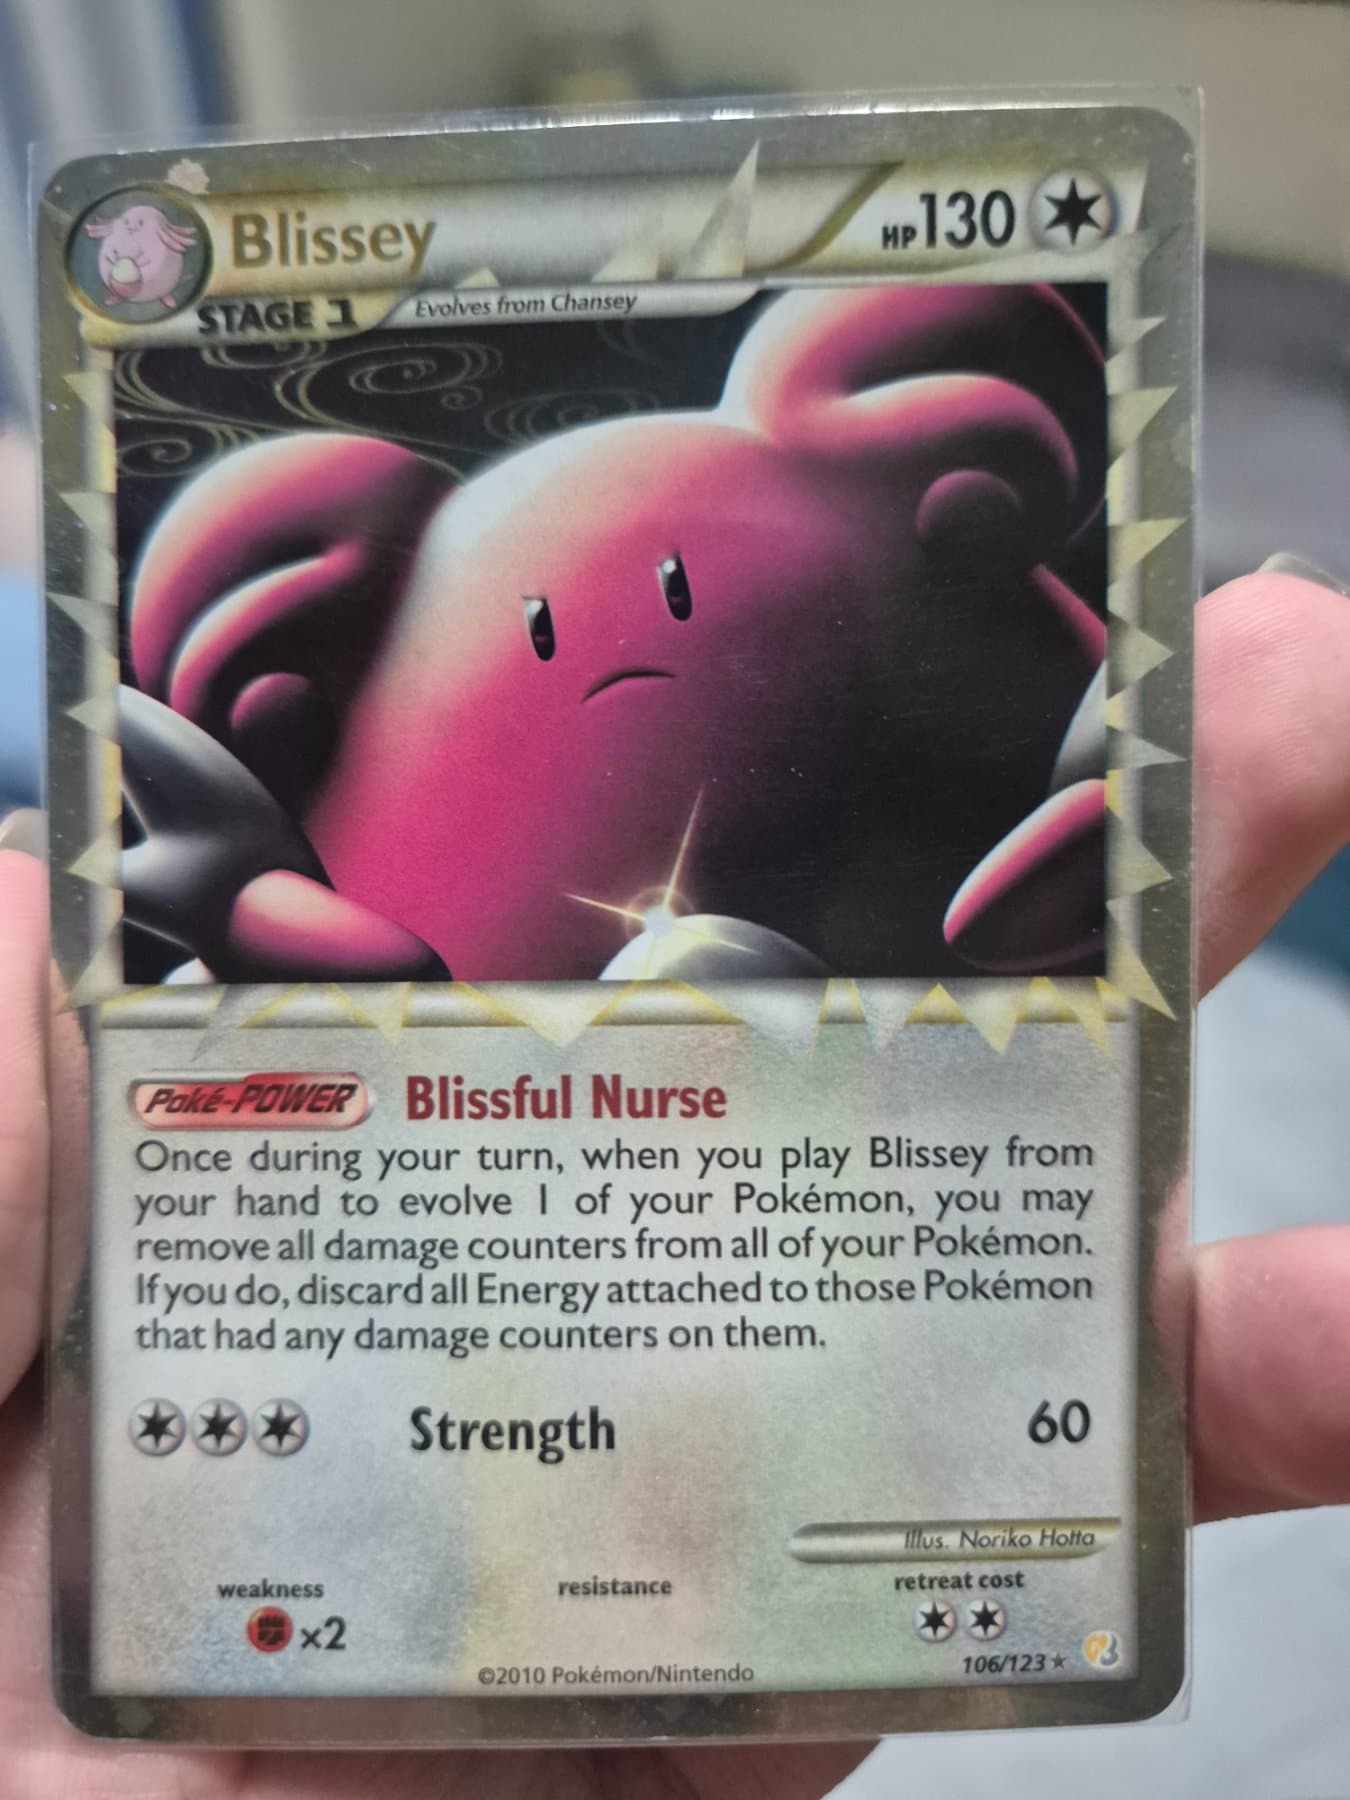 Blissey
HP130
STAGE 1
Evolves from Chansey
Poké-POWER Blissful Nurse
Once during your turn, when you play Blissey from
your hand to evolve 1 of your Pokémon, you may
remove all damage counters from all of your Pokémon.
If you do, discard all Energy attached to those Pokémon
that had any damage counters on them.
Strength 60
Illus. Noriko Hotta
weakness resistance retreat cost
x2
106/123
©2010 Pokémon/Nintendo